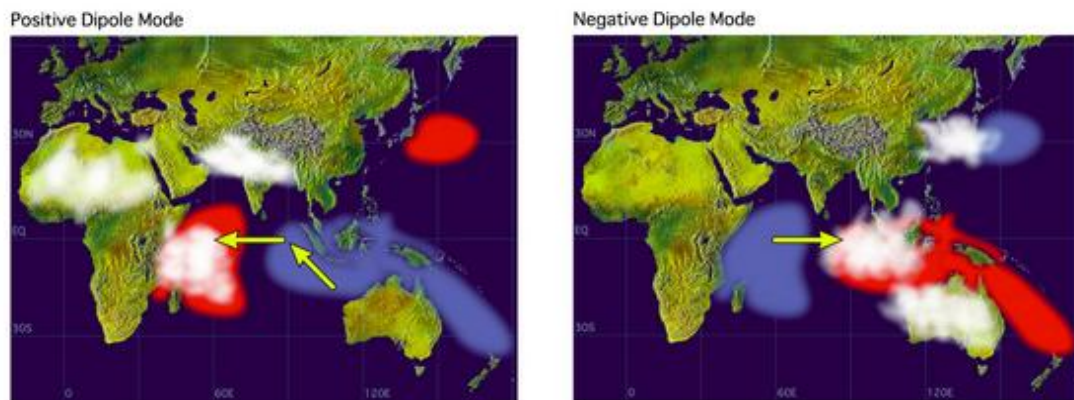 Positive Dipole Mode
Negative Dipole Mode
30N
EQ
30S
0
60E
120E
30N
EQ
30S
0
60E
120E